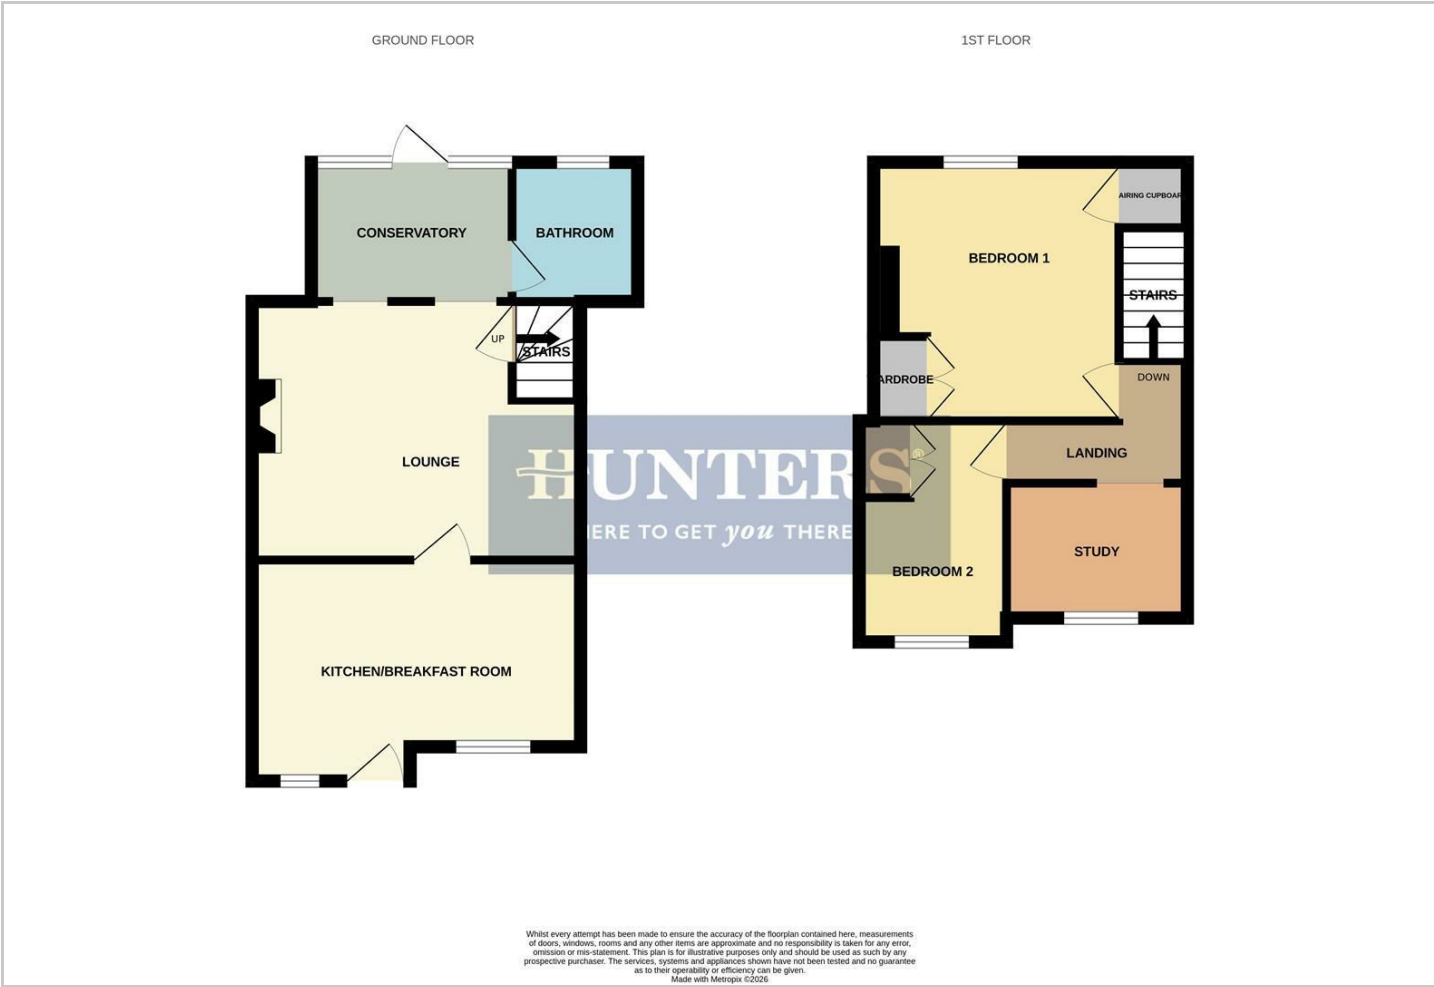 GROUND FLOOR
1ST FLOOR
CONSERVATORY
BATHROOM
UP
STAIRS
LOUNGE
KITCHEN/BREAKFAST ROOM
BEDROOM 1
AIRING CUPBOAR
STAIRS
ARDROBE
DOWN
LANDING
BEDROOM 2
STUDY
HUNTERS®
HERE TO GET you THERE
Whilst every attempt has been made to ensure the accuracy of the floorplan contained here, measurements
of doors, windows, rooms and any other items are approximate and no responsibility is taken for any error,
omission or mis-statement. This plan is for illustrative purposes only and should be used as such by any
prospective purchaser. The services, systems and appliances shown have not been tested and no guarantee
as to their operability or efficiency can be given.
Made with Metropix ©2026